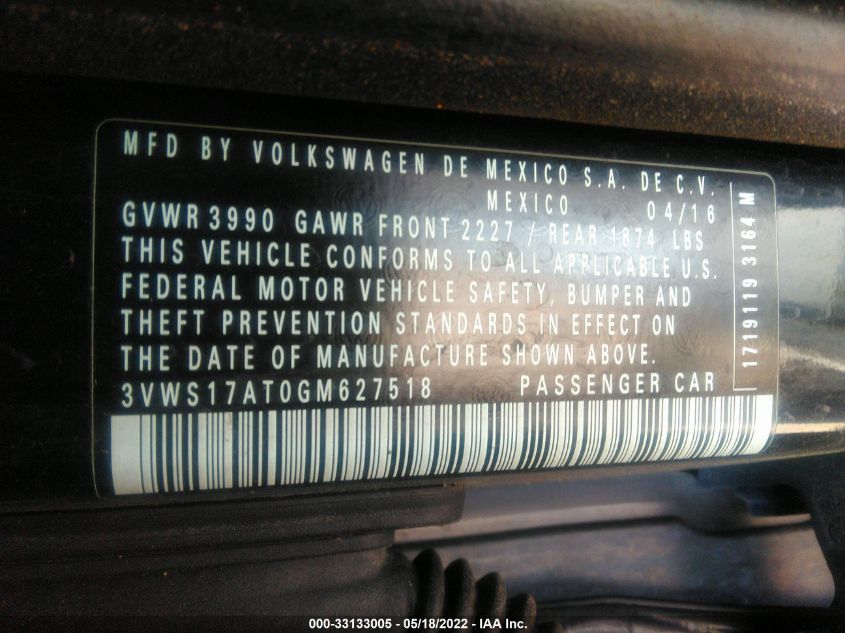 MFD BY VOLKSWAGEN DE MEXICO S.A. DE C.V.
MEXICO 04/16
GVWR 3990 GAWR FRONT 2227 / REAR 1874 LBS
THIS VEHICLE CONFORMS TO ALL APPLICABLE U.S.
FEDERAL MOTOR VEHICLE SAFETY, BUMPER AND
THEFT PREVENTION STANDARDS IN EFFECT ON
THE DATE OF MANUFACTURE SHOWN ABOVE.
3VWS17AT0GM627518 PASSENGER CAR
1719119 3164 M
000-33133005 - 05/18/2022 - IAA Inc.